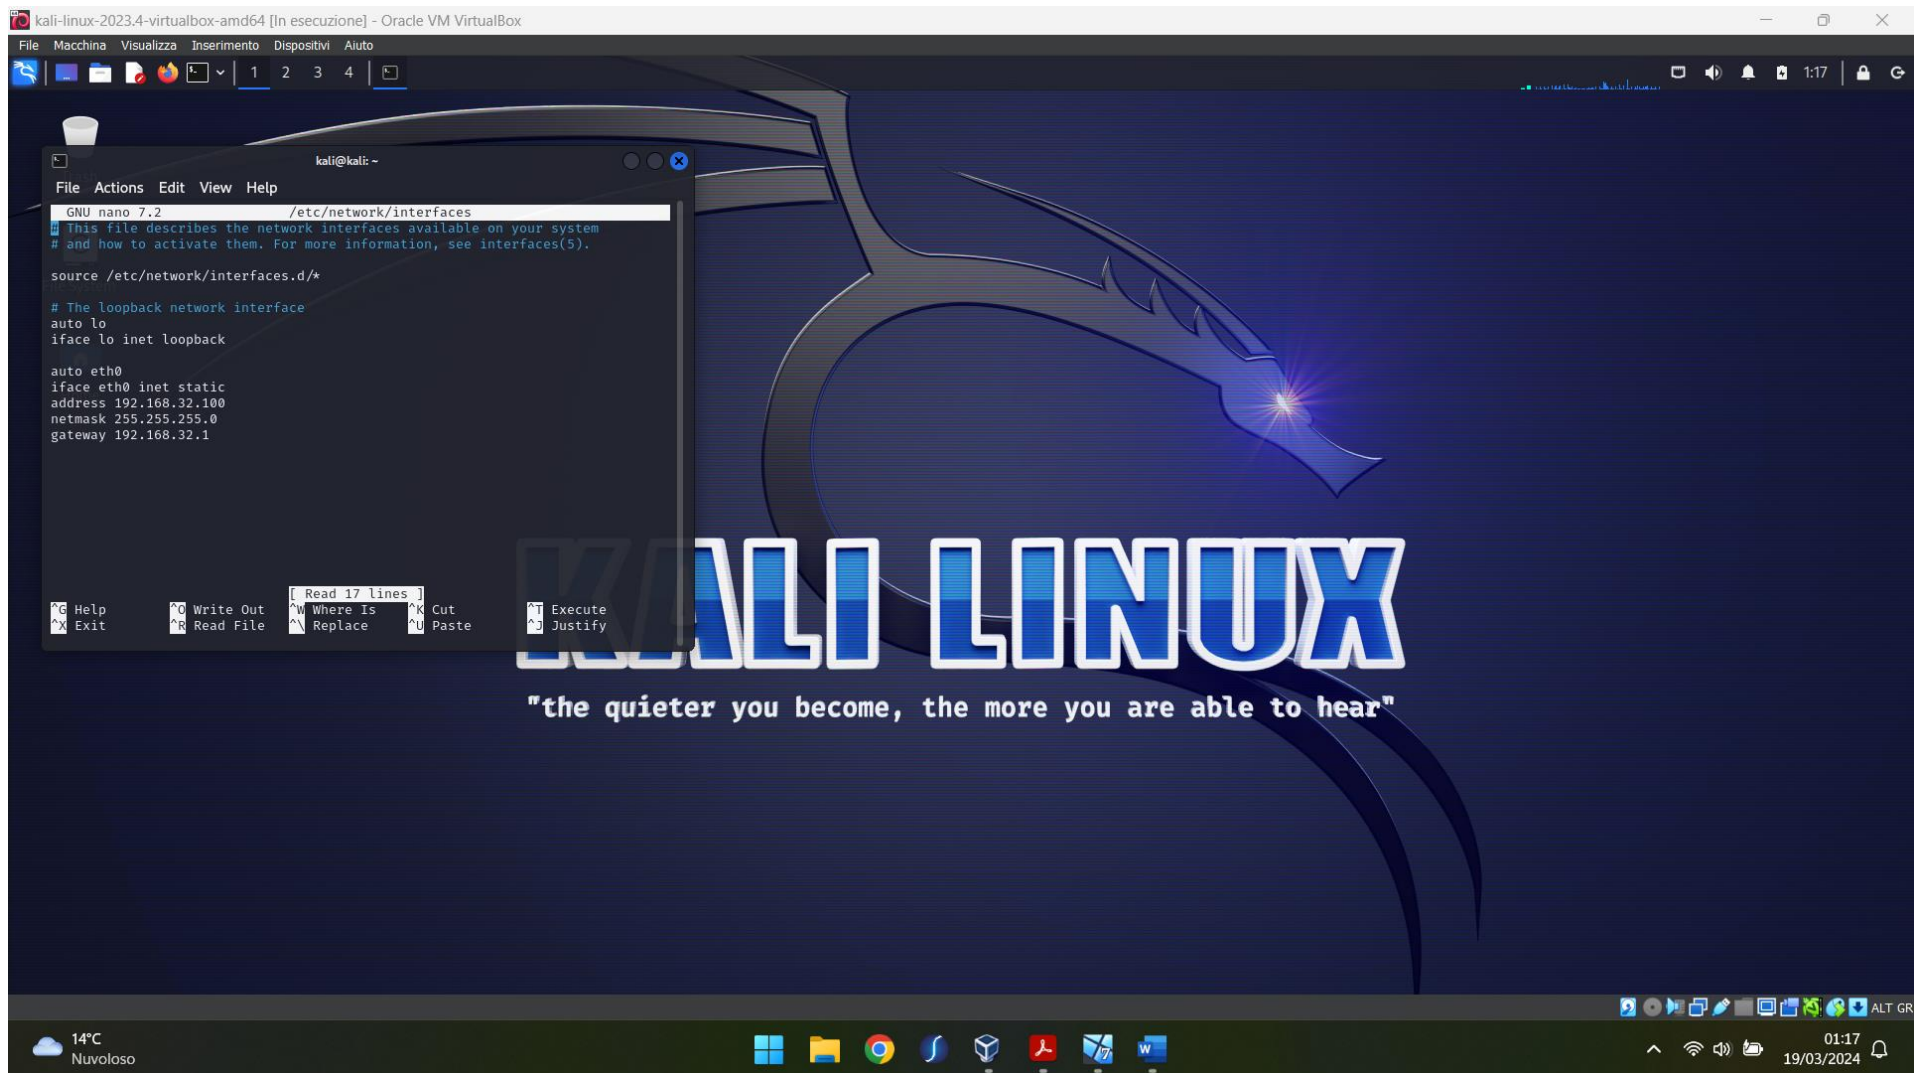 kali-linux-2023.4-virtualbox-amd64 [In esecuzione] - Oracle VM VirtualBox
File Macchina Visualizza Inserimento Dispositivi Aiuto
1 2 3 4
1:17
kali@kali: ~
File Actions Edit View Help
GNU nano 7.2 /etc/network/interfaces
# This file describes the network interfaces available on your system
# and how to activate them. For more information, see interfaces(5).
source /etc/network/interfaces.d/*
# The loopback network interface
auto lo
iface lo inet loopback
auto eth0
iface eth0 inet static
address 192.168.32.100
netmask 255.255.255.0
gateway 192.168.32.1
[ Read 17 lines ]
^G Help ^O Write Out ^W Where Is ^K Cut ^T Execute
^X Exit ^R Read File ^\ Replace ^U Paste ^J Justify
KALI LINUX
"the quieter you become, the more you are able to hear"
ALT GR
14°C
Nuvoloso
01:17
19/03/2024